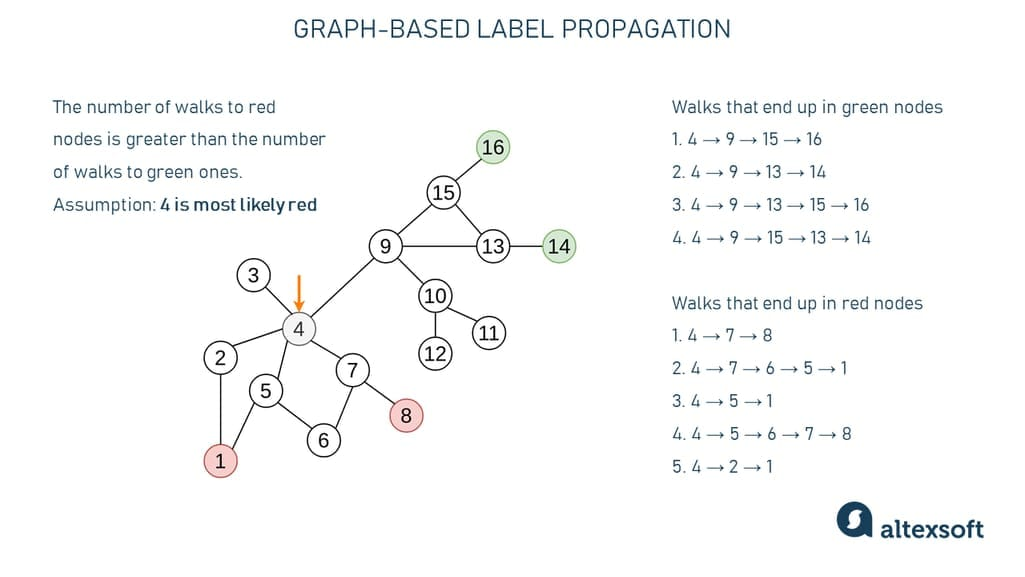 GRAPH-BASED LABEL PROPAGATION
The number of walks to red
nodes is greater than the number
of walks to green ones.
Assumption: 4 is most likely red
16
15
9
13
14
3
10
4
11
2
12
7
5
8
6
1
Walks that end up in green nodes
1. 4 → 9 → 15 → 16
2. 4 → 9 → 13 → 14
3. 4 → 9 → 13 → 15 → 16
4. 4 → 9 → 15 → 13 → 14
Walks that end up in red nodes
1. 4 → 7 → 8
2. 4 → 7 → 6 → 5 → 1
3. 4 → 5 → 1
4. 4 → 5 → 6 → 7 → 8
5. 4 → 2 → 1
altexsoft